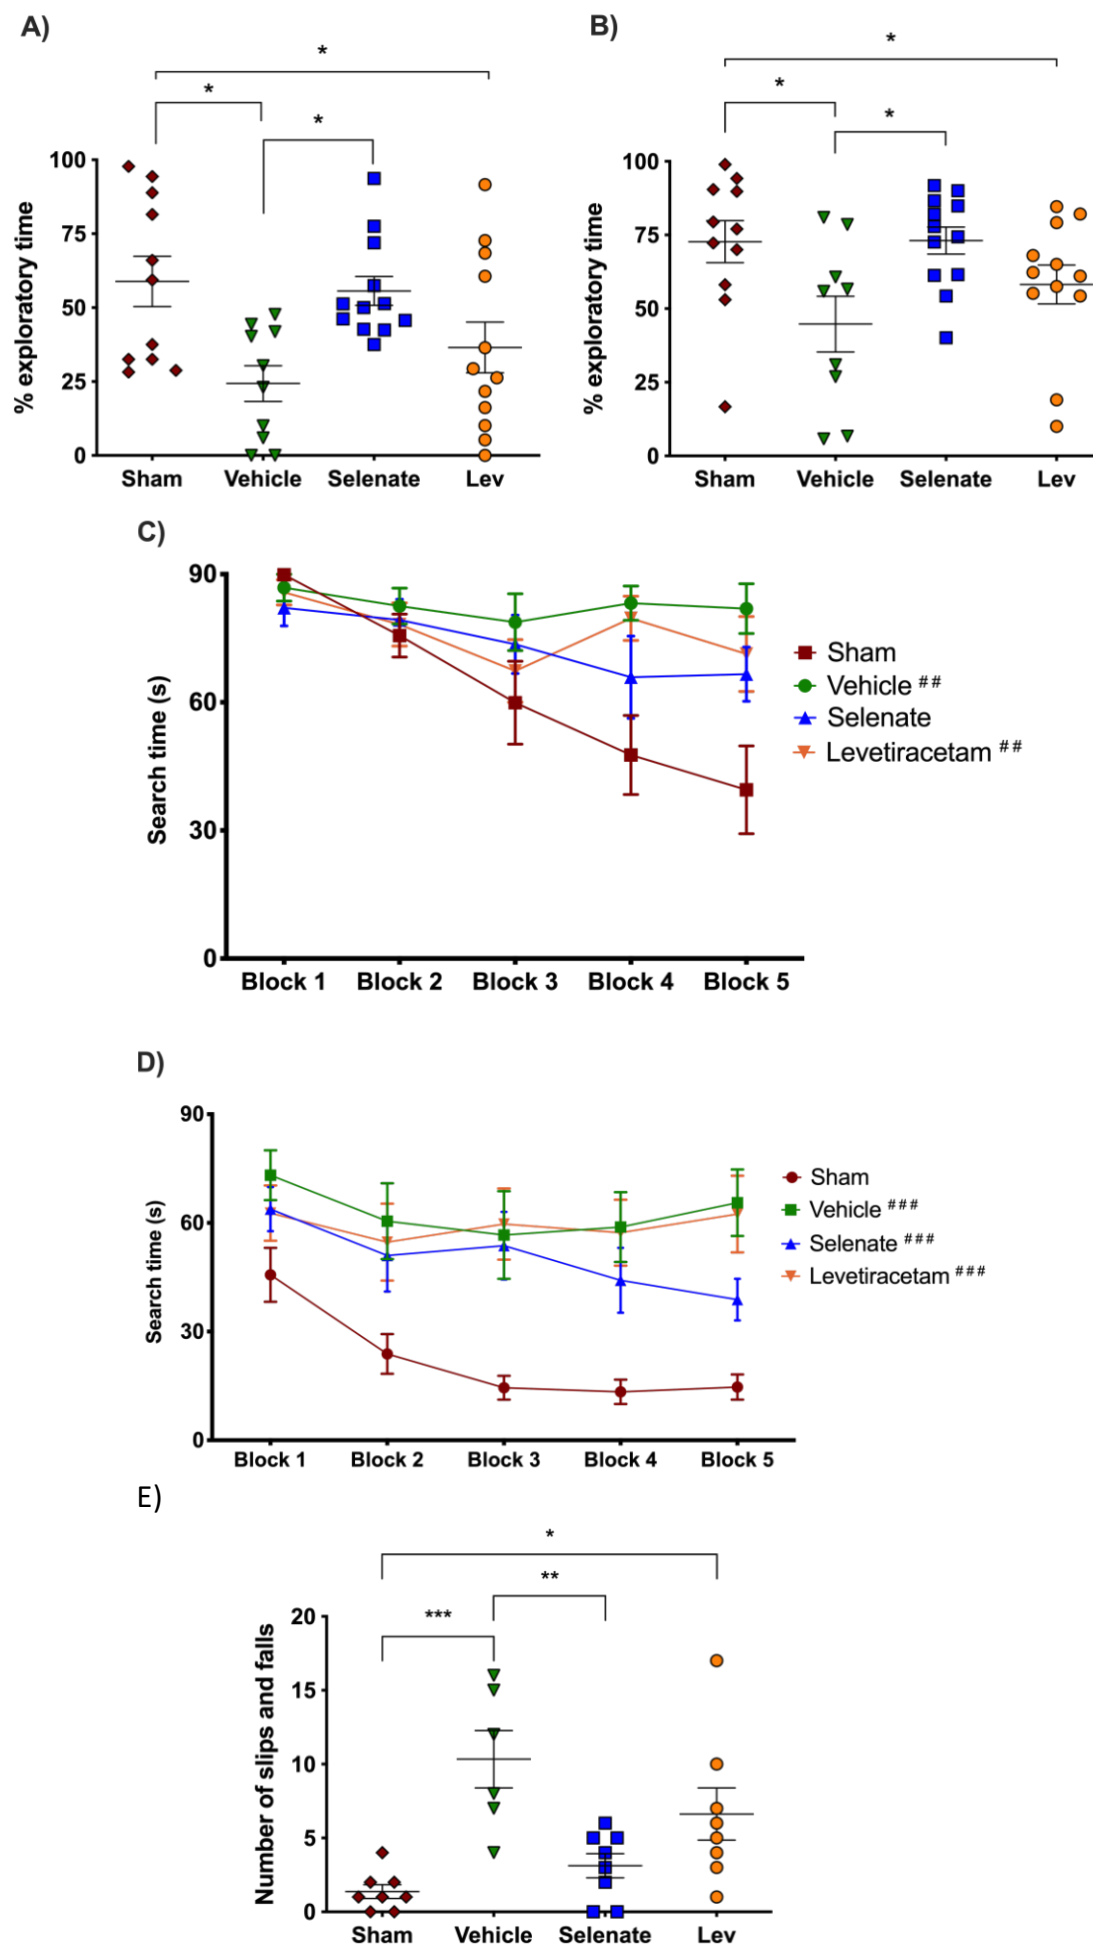 A)
*
*
*
% exploratory time
100
75
50
25
0
Sham
Vehicle
Selenate
Lev
B)
*
*
*
% exploratory time
100
75
50
25
0
Sham
Vehicle
Selenate
Lev
C)
Search time (s)
90
60
30
0
Block 1
Block 2
Block 3
Block 4
Block 5
Sham
Vehicle ##
Selenate
Levetiracetam ##
D)
Search time (s)
90
60
30
0
Block 1
Block 2
Block 3
Block 4
Block 5
Sham
Vehicle ###
Selenate ###
Levetiracetam ###
E)
*
**
***
Number of slips and falls
20
15
10
5
0
Sham
Vehicle
Selenate
Lev